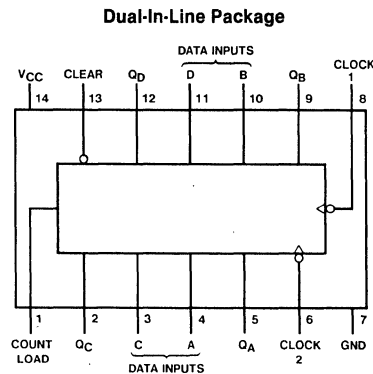 Dual-In-Line Package
DATA INPUTS
VCC CLEAR QD D B QB CLOCK 1
14 13 12 11 10 9 8
1 2 3 4 5 6 7
COUNT LOAD QC C A QA CLOCK 2 GND
DATA INPUTS